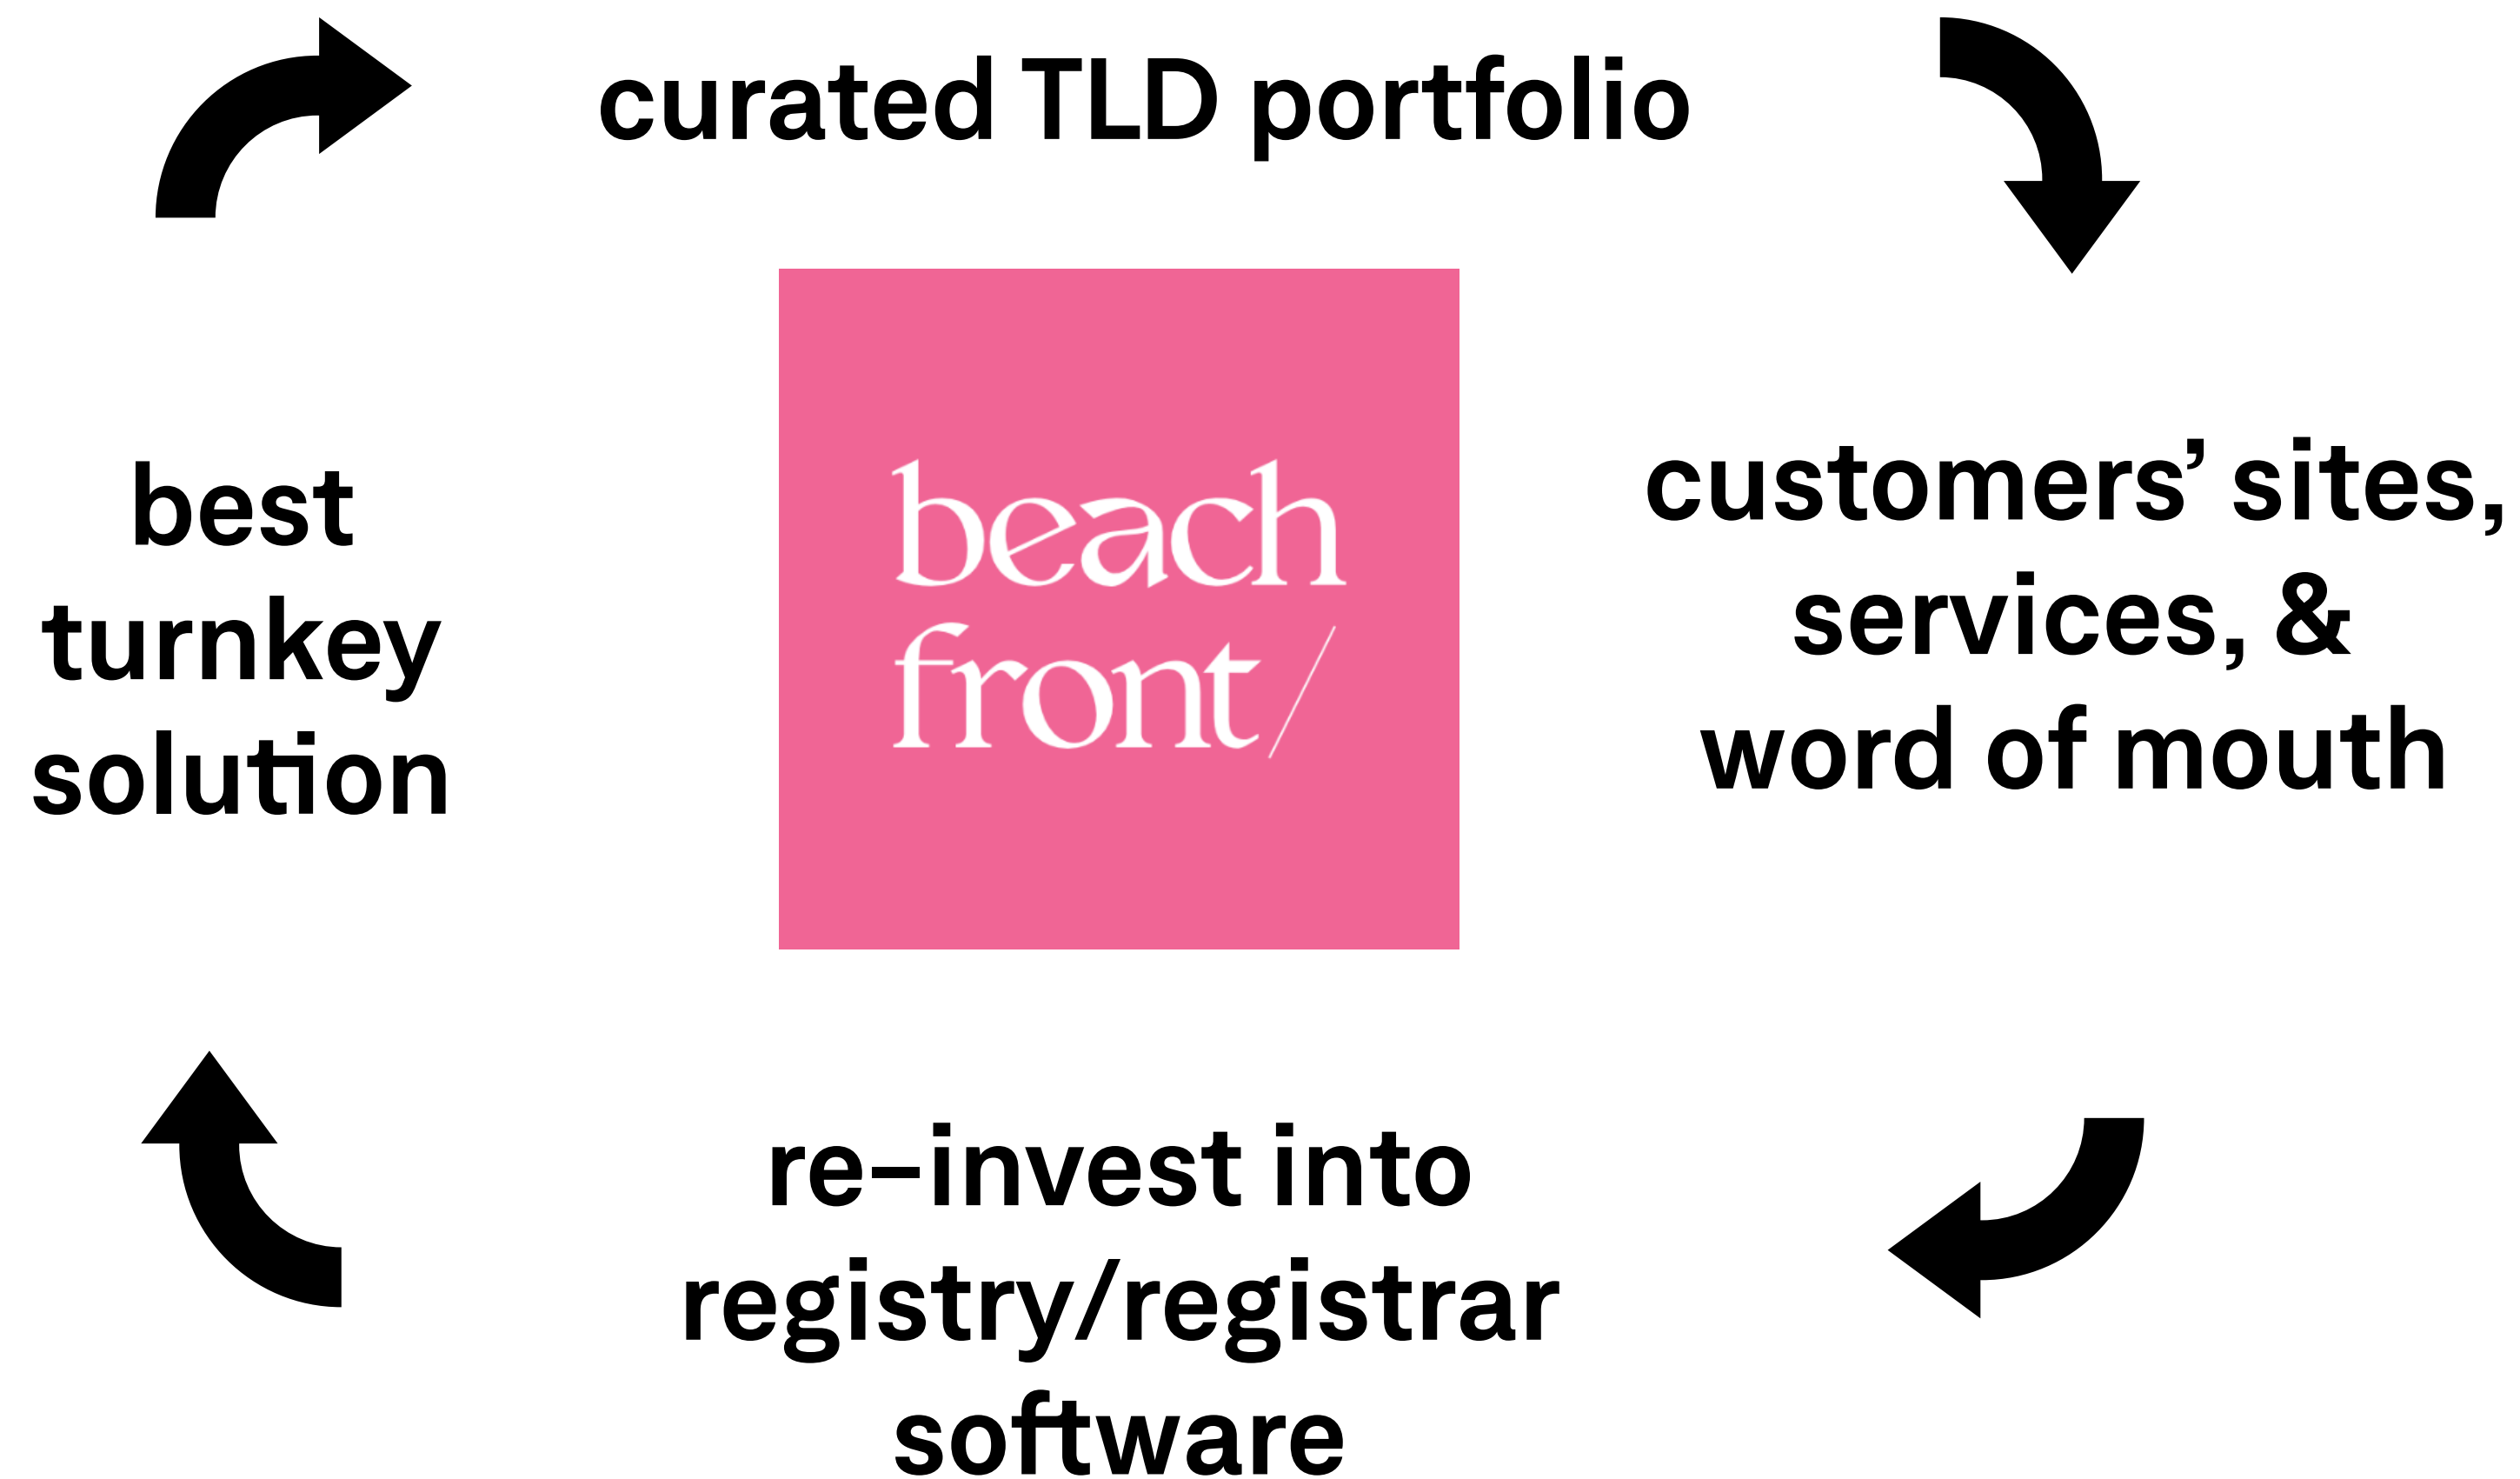 curated TLD portfolio
best
turnkey
solution
beach
front/
customers’ sites,
services, &
word of mouth
re–invest into
registry/registrar
software